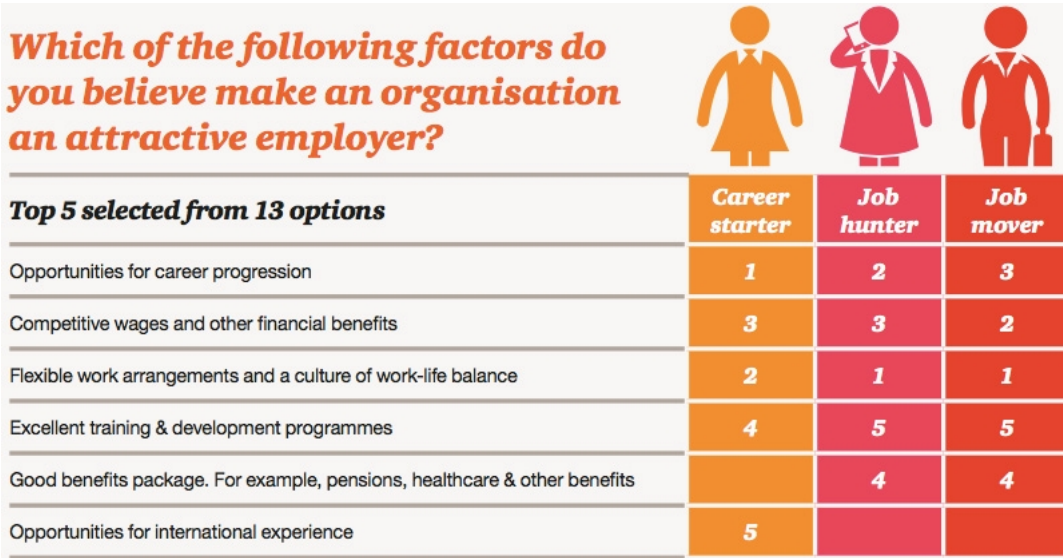 Which of the following factors do
you believe make an organisation
an attractive employer?
Top 5 selected from 13 options
Career starter
Job hunter
Job mover
Opportunities for career progression 1 2 3
Competitive wages and other financial benefits 3 3 2
Flexible work arrangements and a culture of work-life balance 2 1 1
Excellent training & development programmes 4 5 5
Good benefits package. For example, pensions, healthcare & other benefits 4 4
Opportunities for international experience 5